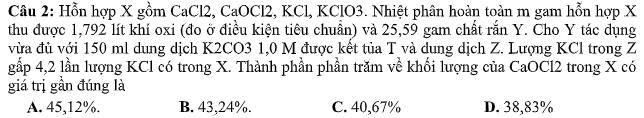 Câu 2: Hỗn hợp X gồm CaCl2, CaOCl2, KCl, KClO3. Nhiệt phân hoàn toàn m gam hỗn hợp X
thu được 1,792 lít khí oxi (đo ở điều kiện tiêu chuẩn) và 25,59 gam chất rắn Y. Cho Y tác dụng
vừa đủ với 150 ml dung dịch K2CO3 1,0 M được kết tủa T và dung dịch Z. Lượng KCl trong Z
gấp 4,2 lần lượng KCl có trong X. Thành phần phần trăm về khối lượng của CaOCl2 trong X có
giá trị gần đúng là
A. 45,12%. B. 43,24%. C. 40,67% D. 38,83%